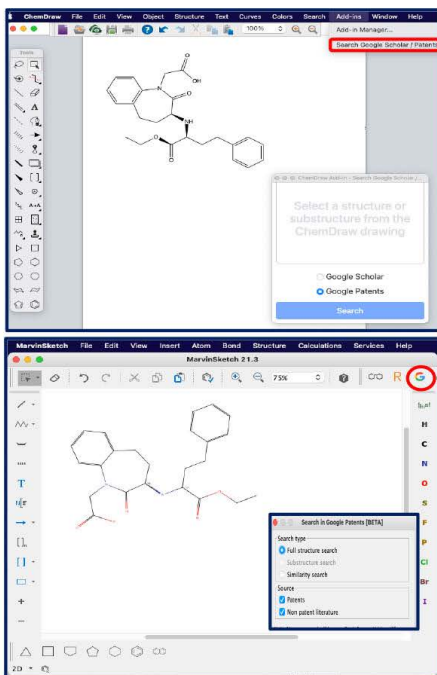 ChemDraw File Edit View Object Structure Text Curves Colors Search Add-ins Window Help
100%
Add-in Manager...
Search Google Scholar / Patents
Tools
A
O
OH
N
O
NH
O
O
ChemDraw Add-in - Search Google Scholar /...
Select a structure or
substructure from the
ChemDraw drawing
Google Scholar
Google Patents
Search
MarvinSketch File Edit View Insert Atom Bond Structure Calculations Services Help
MarvinSketch 21.3
75%
R G
H
C
T N
O
S
F
P
Cl
Br
I
Search in Google Patents [BETA]
Search type
Full structure search
Substructure search
Similarity search
Source
Patents
Non patent literature
2D